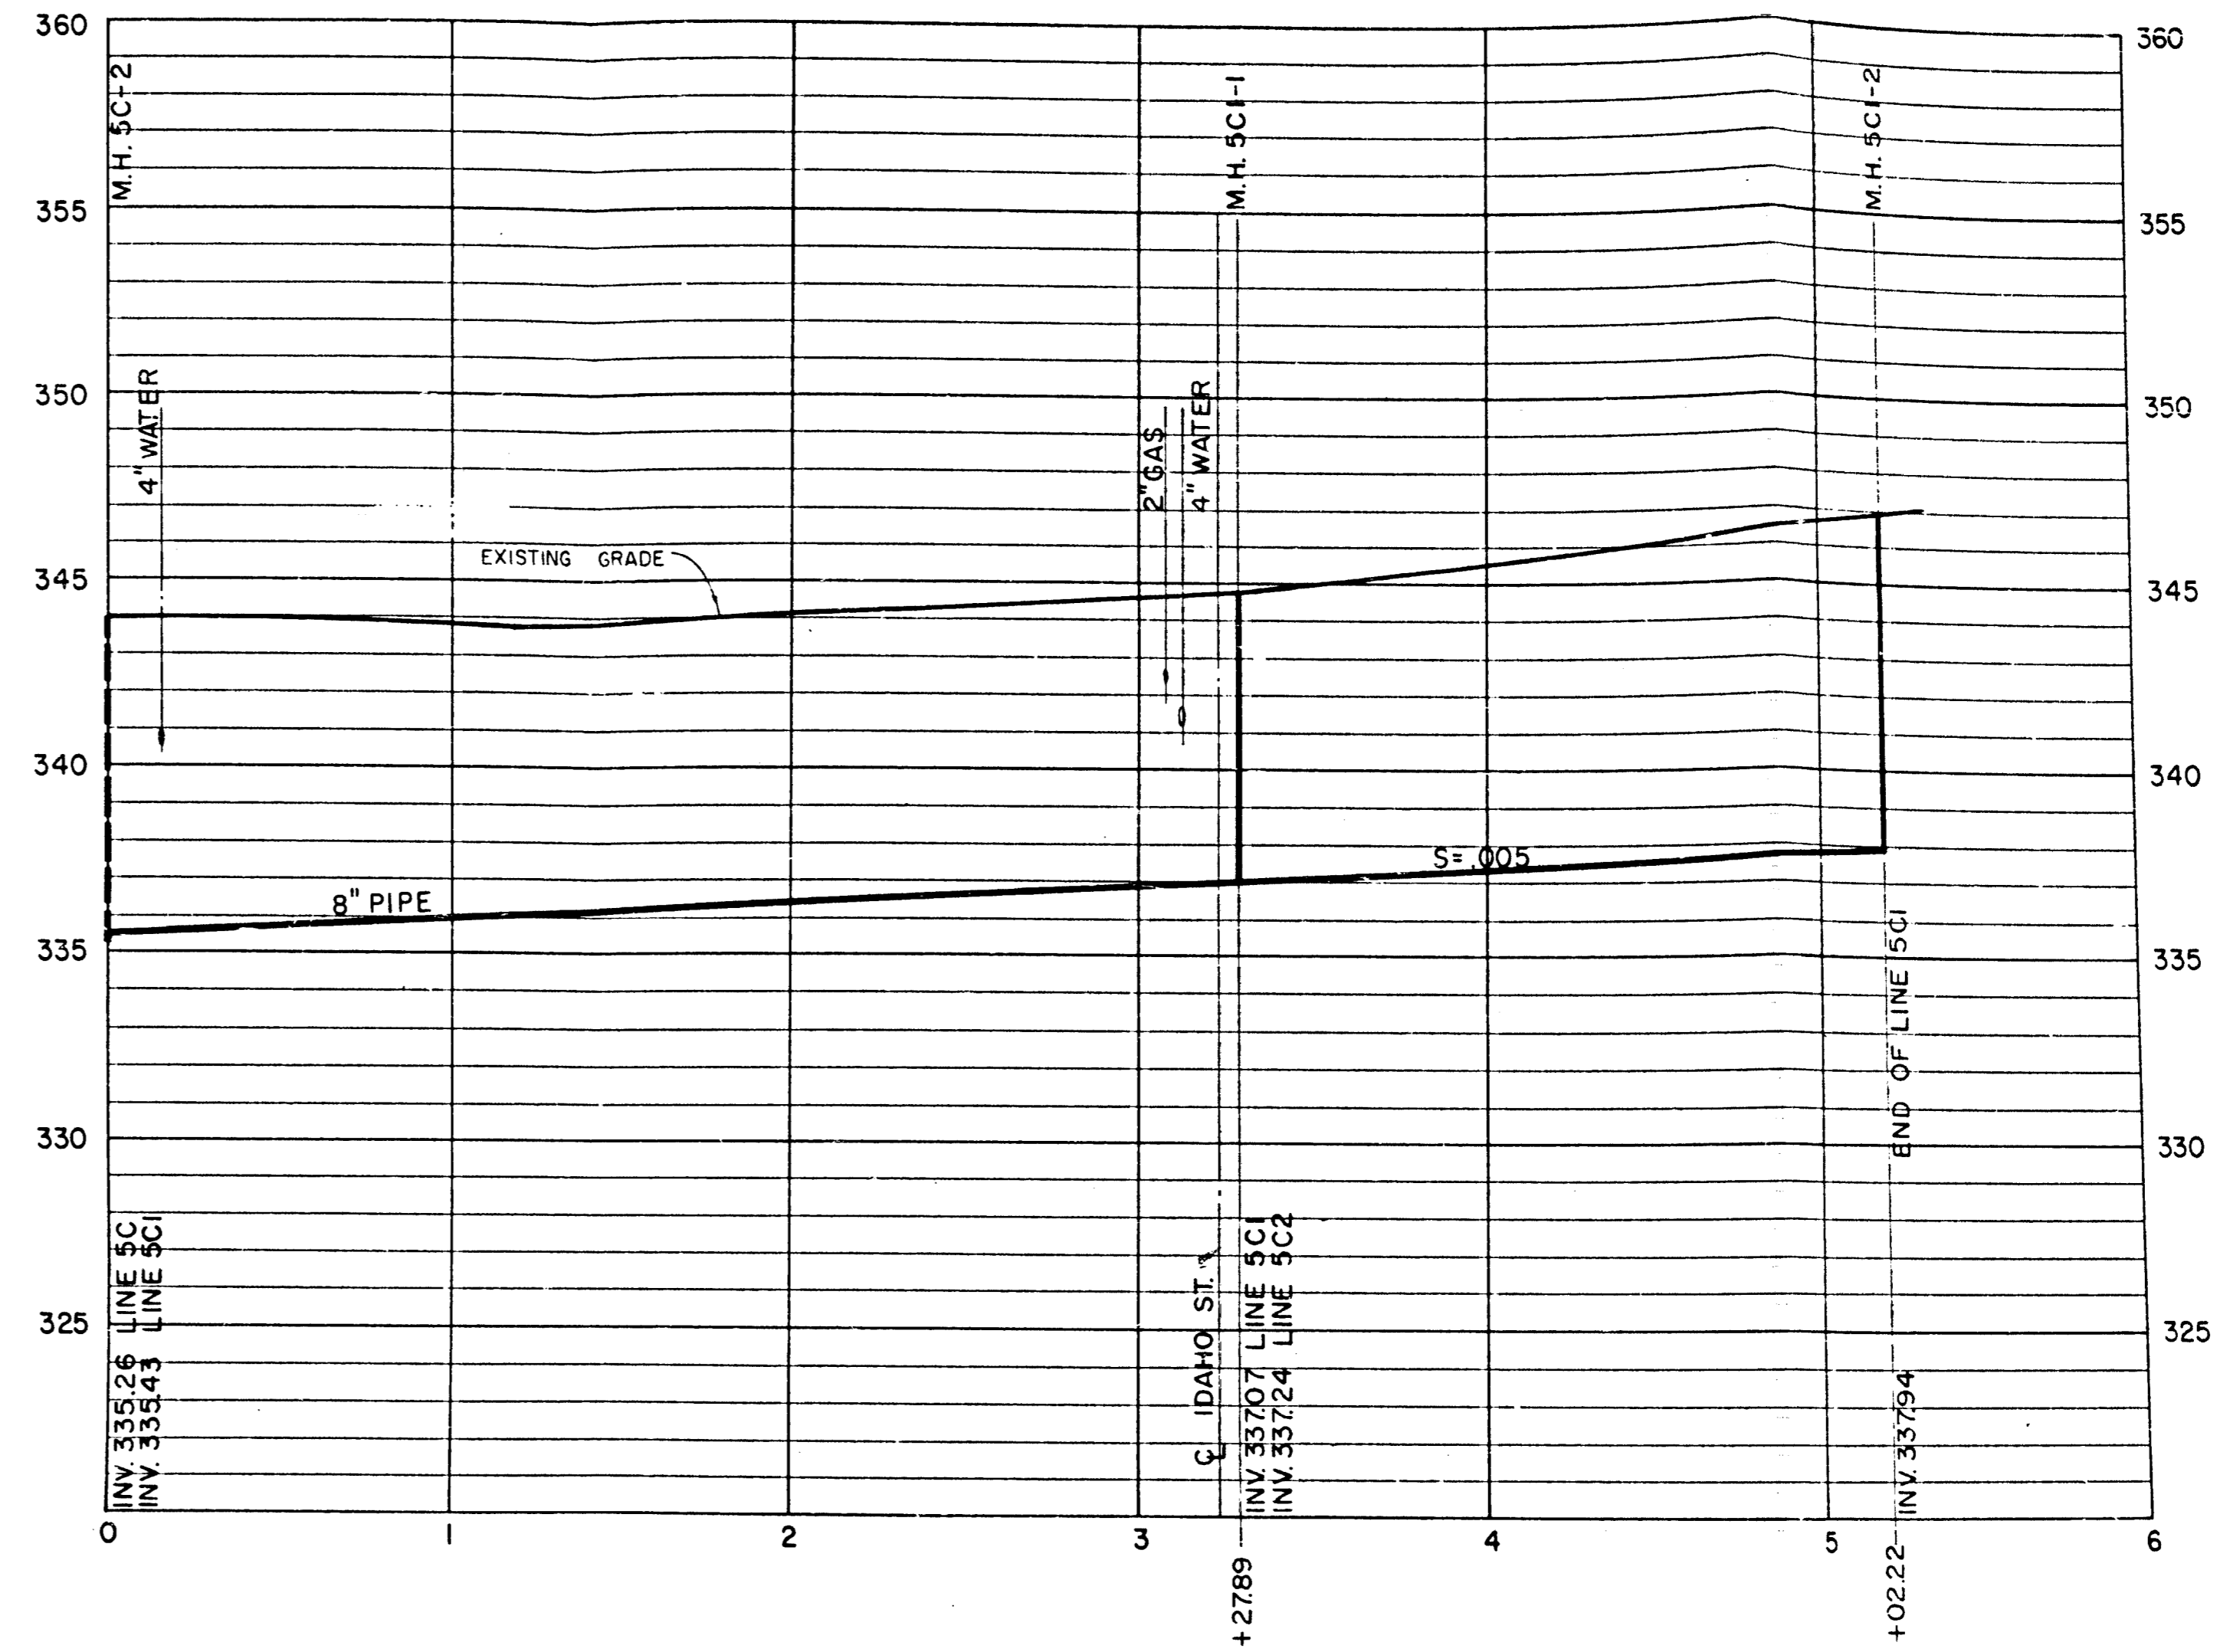 360
355
350
345
340
335
330
325
360
355
350
345
340
335
330
325
M.H. 5C-2
M.H. 5C1-1
M.H. 5C1-2
4" WATER
2" GAS
4" WATER
EXISTING GRADE
8" PIPE
S= .005
END OF LINE 5C1
INV. 335.26 LINE 5C
INV. 335.43 LINE 5C1
℄ IDAHO ST.
INV. 337.07 LINE 5C1
INV. 337.24 LINE 5C2
INV. 337.94
0 1 2 3 4 5 6
+27.89
+02.22